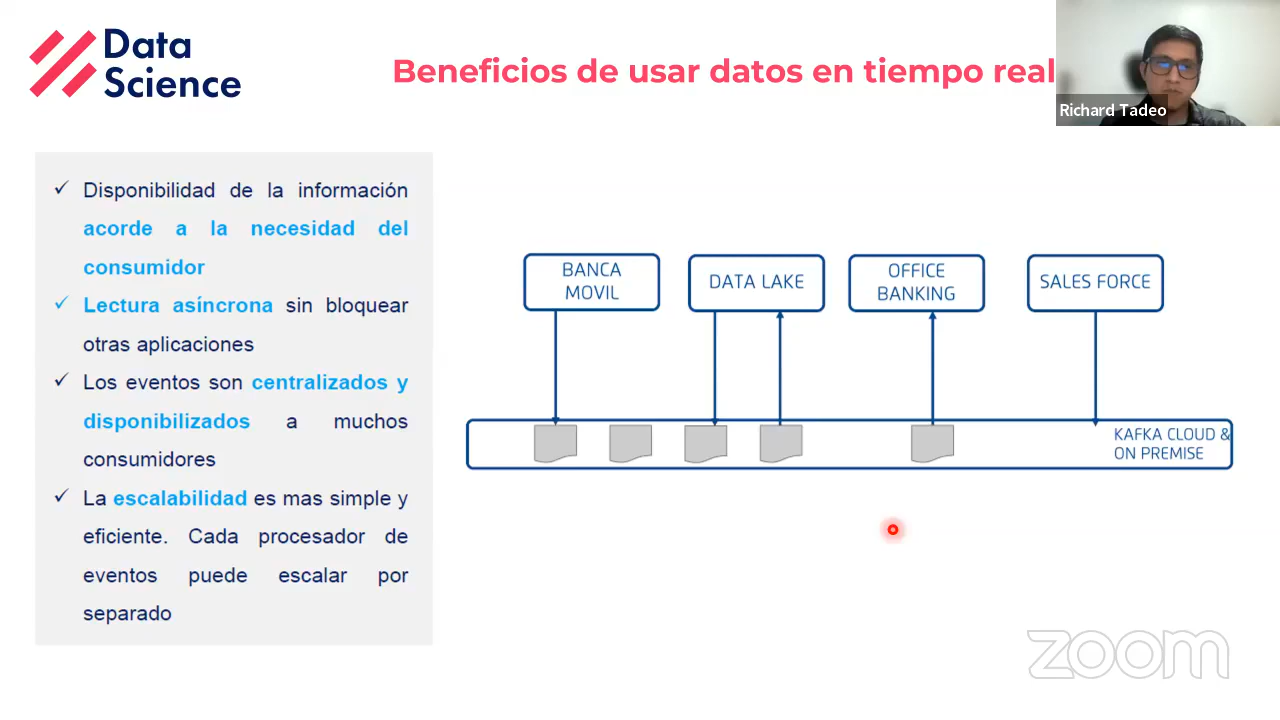 Data
Science
Beneficios de usar datos en tiempo real
Richard Tadeo
✓ Disponibilidad de la información
acorde a la necesidad del
consumidor
✓ Lectura asíncrona sin bloquear
otras aplicaciones
✓ Los eventos son centralizados y
disponibilizados a muchos
consumidores
✓ La escalabilidad es mas simple y
eficiente. Cada procesador de
eventos puede escalar por
separado
BANCA
MOVIL
DATA LAKE
OFFICE
BANKING
SALES FORCE
KAFKA CLOUD &
ON PREMISE
zoom